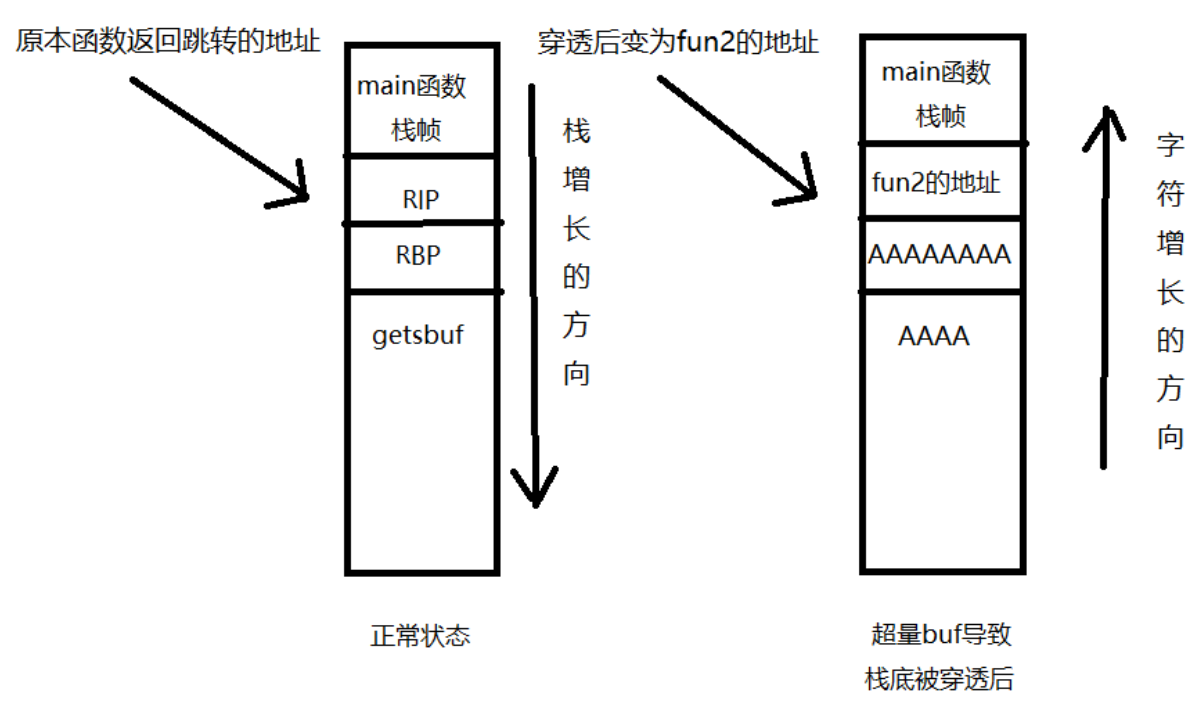 原本函数返回跳转的地址
main函数
栈帧
RIP
RBP
getsbuf
栈增长的方向
正常状态
穿透后变为fun2的地址
main函数
栈帧
fun2的地址
AAAAAAAA
AAAA
字符增长的方向
超量buf导致
栈底被穿透后